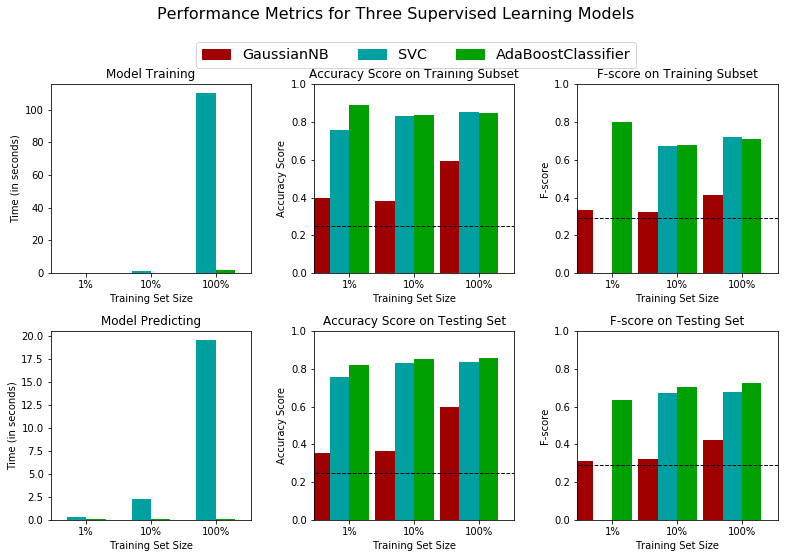 Performance Metrics for Three Supervised Learning Models
GaussianNB SVC AdaBoostClassifier
Model Training
Time (in seconds)
100
80
60
40
20
0
1% 10% 100%
Training Set Size
Accuracy Score on Training Subset
Accuracy Score
1.0
0.8
0.6
0.4
0.2
0.0
1% 10% 100%
Training Set Size
F-score on Training Subset
F-score
1.0
0.8
0.6
0.4
0.2
0.0
1% 10% 100%
Training Set Size
Model Predicting
Time (in seconds)
20.0
17.5
15.0
12.5
10.0
7.5
5.0
2.5
0.0
1% 10% 100%
Training Set Size
Accuracy Score on Testing Set
Accuracy Score
1.0
0.8
0.6
0.4
0.2
0.0
1% 10% 100%
Training Set Size
F-score on Testing Set
F-score
1.0
0.8
0.6
0.4
0.2
0.0
1% 10% 100%
Training Set Size